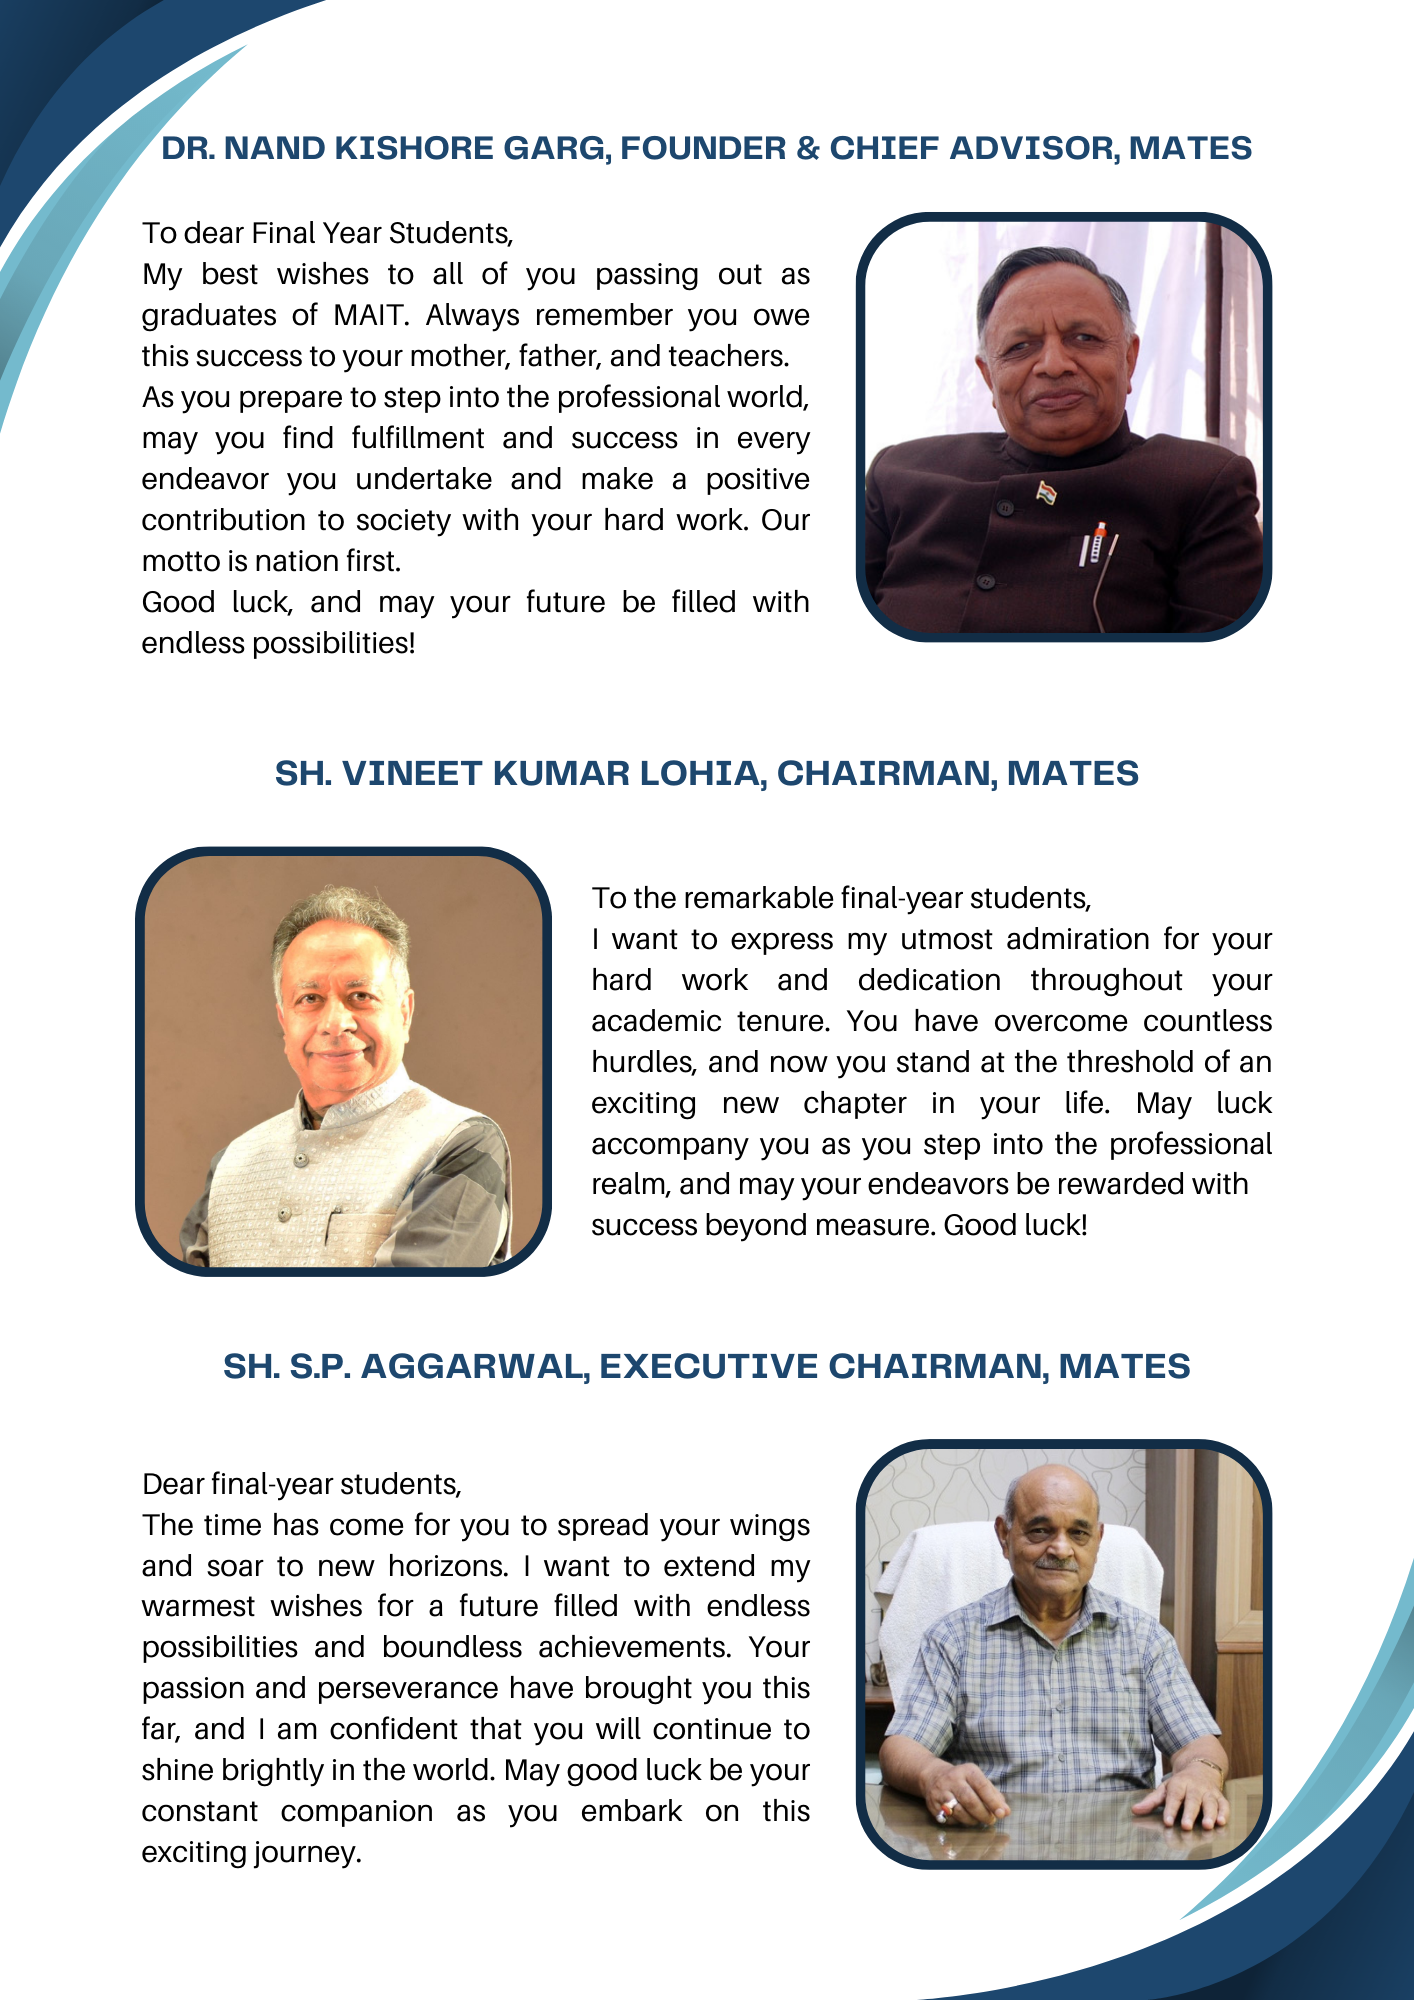 DR. NAND KISHORE GARG, FOUNDER & CHIEF ADVISOR, MATES
To dear Final Year Students,
My best wishes to all of you passing out as
graduates of MAIT. Always remember you owe
this success to your mother, father, and teachers.
As you prepare to step into the professional world,
may you find fulfillment and success in every
endeavor you undertake and make a positive
contribution to society with your hard work. Our
motto is nation first.
Good luck, and may your future be filled with
endless possibilities!
SH. VINEET KUMAR LOHIA, CHAIRMAN, MATES
To the remarkable final-year students,
I want to express my utmost admiration for your
hard work and dedication throughout your
academic tenure. You have overcome countless
hurdles, and now you stand at the threshold of an
exciting new chapter in your life. May luck
accompany you as you step into the professional
realm, and may your endeavors be rewarded with
success beyond measure. Good luck!
SH. S.P. AGGARWAL, EXECUTIVE CHAIRMAN, MATES
Dear final-year students,
The time has come for you to spread your wings
and soar to new horizons. I want to extend my
warmest wishes for a future filled with endless
possibilities and boundless achievements. Your
passion and perseverance have brought you this
far, and I am confident that you will continue to
shine brightly in the world. May good luck be your
constant companion as you embark on this
exciting journey.